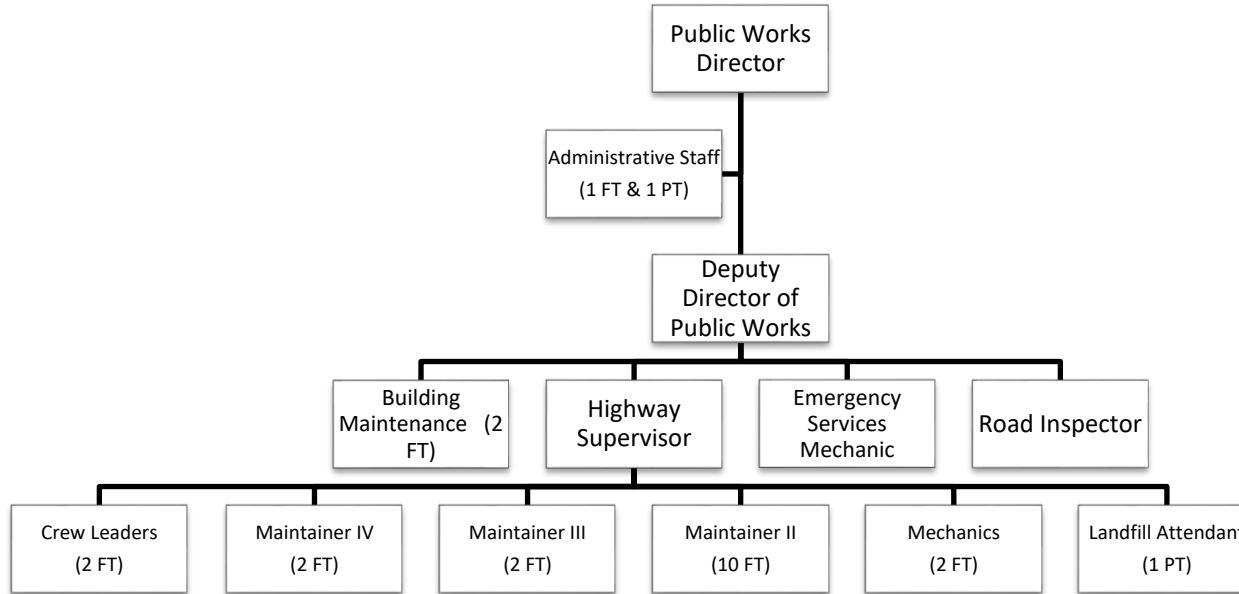 Public Works
Director
Administrative Staff
(1 FT & 1 PT)
Deputy
Director of
Public Works
Building
Maintenance (2
FT)
Highway
Supervisor
Emergency
Services
Mechanic
Road Inspector
Crew Leaders
(2 FT)
Maintainer IV
(2 FT)
Maintainer III
(2 FT)
Maintainer II
(10 FT)
Mechanics
(2 FT)
Landfill Attendant
(1 PT)